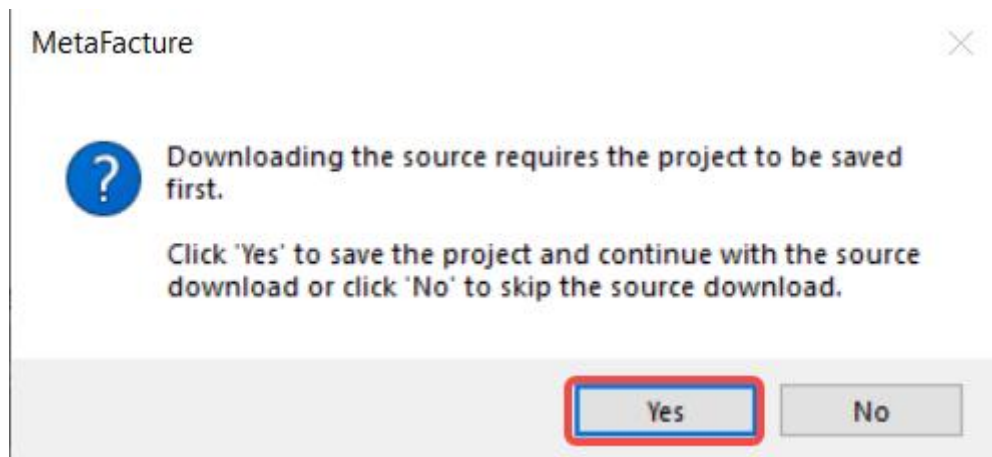 MetaFacture
?
Downloading the source requires the project to be saved
first.
Click 'Yes' to save the project and continue with the source
download or click 'No' to skip the source download.
Yes
No